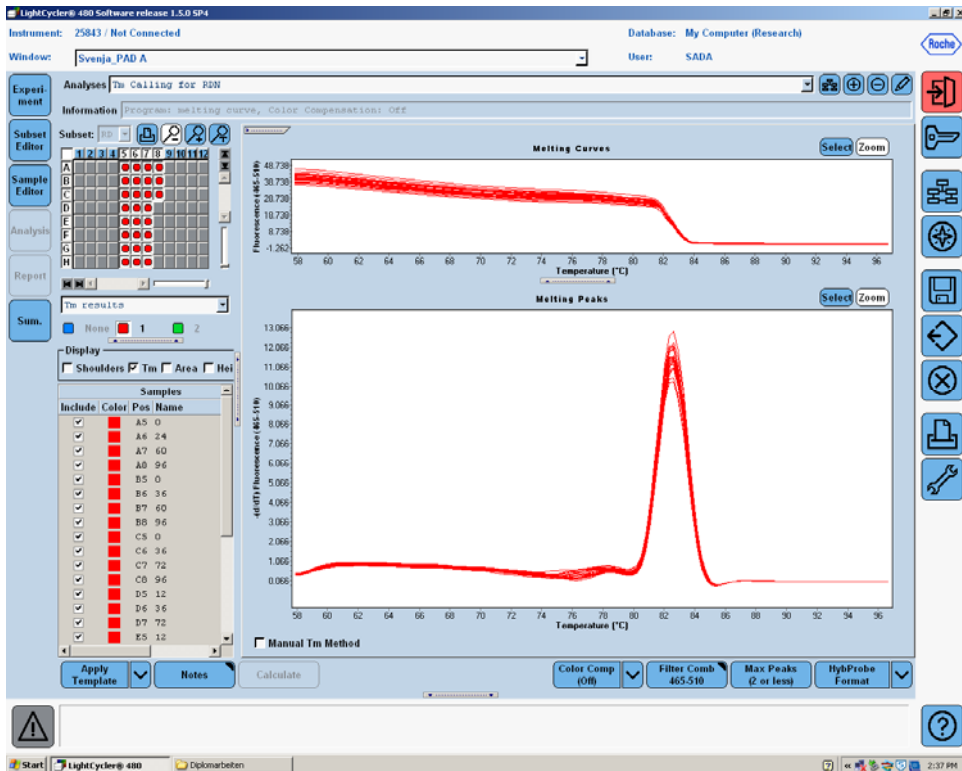 LightCycler® 480 Software release 1.5.0 SP4
Instrument: 25843 / Not Connected
Database: My Computer (Research)
Window: Svenja_PAD A
User: SADA
Roche
Experi-
ment
Subset
Editor
Sample
Editor
Analysis
Report
Sum.
Analyses Tm Calling for RDN
Information Program: melting curve, Color Compensation: Off
Subset: RD
1 2 3 4 5 6 7 8 9 10 11 12
A
B
C
D
E
F
G
H
Tm results
None 1 2
Display
Shoulders Tm Area Hei
Samples
Include Color Pos Name
A5 0
A6 24
A7 60
A8 96
B5 0
B6 36
B7 60
B8 96
C5 0
C6 36
C7 72
C8 96
D5 12
D6 36
D7 72
E5 12
Melting Curves
Select Zoom
Fluorescence (465-510)
48.738
38.738
28.738
18.738
8.738
-1.262
58 60 62 64 66 68 70 72 74 76 78 80 82 84 86 88 90 92 94 96
Temperature (°C)
Melting Peaks
Select Zoom
-(d/dT) Fluorescence (465-510)
13.066
12.066
11.066
10.066
9.066
8.066
7.066
6.066
5.066
4.066
3.066
2.066
1.066
0.066
58 60 62 64 66 68 70 72 74 76 78 80 82 84 86 88 90 92 94 96
Temperature (°C)
Manual Tm Method
Apply
Template
Notes
Calculate
Color Comp
(Off)
Filter Comb
465-510
Max Peaks
(2 or less)
HybProbe
Format
Start LightCycler® 480 Diplomarbeiten 2:37 PM